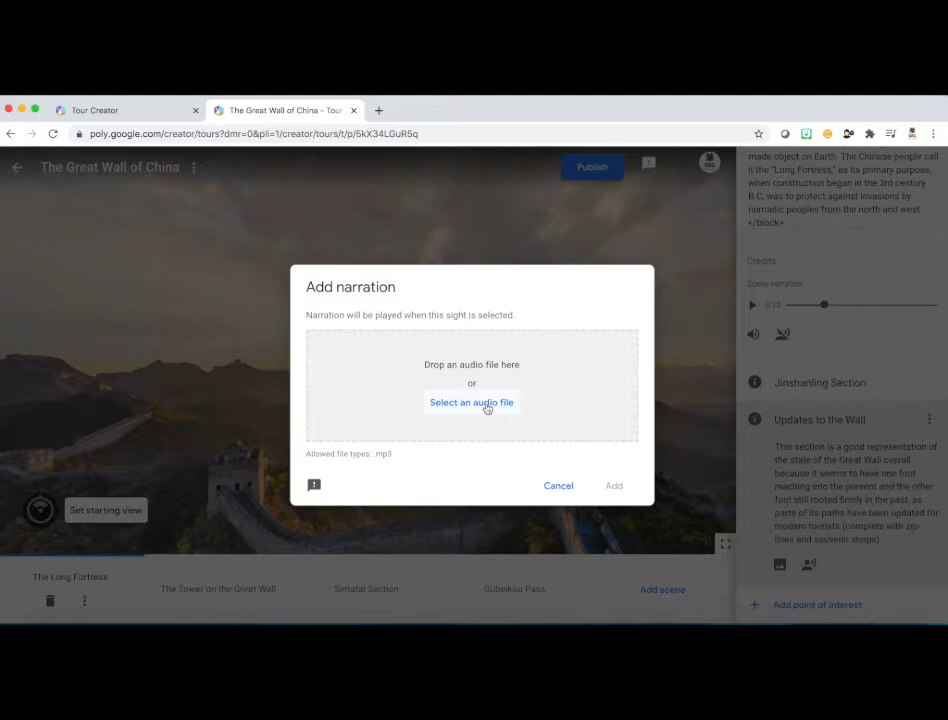 Tour Creator
The Great Wall of China - Tour
poly.google.com/creator/tours?dmr=0&pli=1/creator/tours/t/p/5kX34LGuR5q
The Great Wall of China
Publish
made object on Earth. The Chinese people call
it the "Long Fortress," as its primary purpose,
when construction began in the 3rd century
B.C, was to protect against invasions by
nomadic peoples from the north and west
</block>
Credits
Scene narration
0:10
Add narration
Narration will be played when this sight is selected.
Drop an audio file here
or
Select an audio file
Allowed file types: .mp3
Cancel
Add
Jinshanling Section
Updates to the Wall
This section is a good representation of
the state of the Great Wall overall
because it seems to have one foot
reaching into the present and the other
foot still rooted firmly in the past, as
parts of its paths have been updated for
modern tourists (complete with zip-
lines and souvenir shops).
Add point of interest
Set starting view
The Long Fortress
The Tower on the Great Wall
Simatai Section
Gubeikou Pass
Add scene